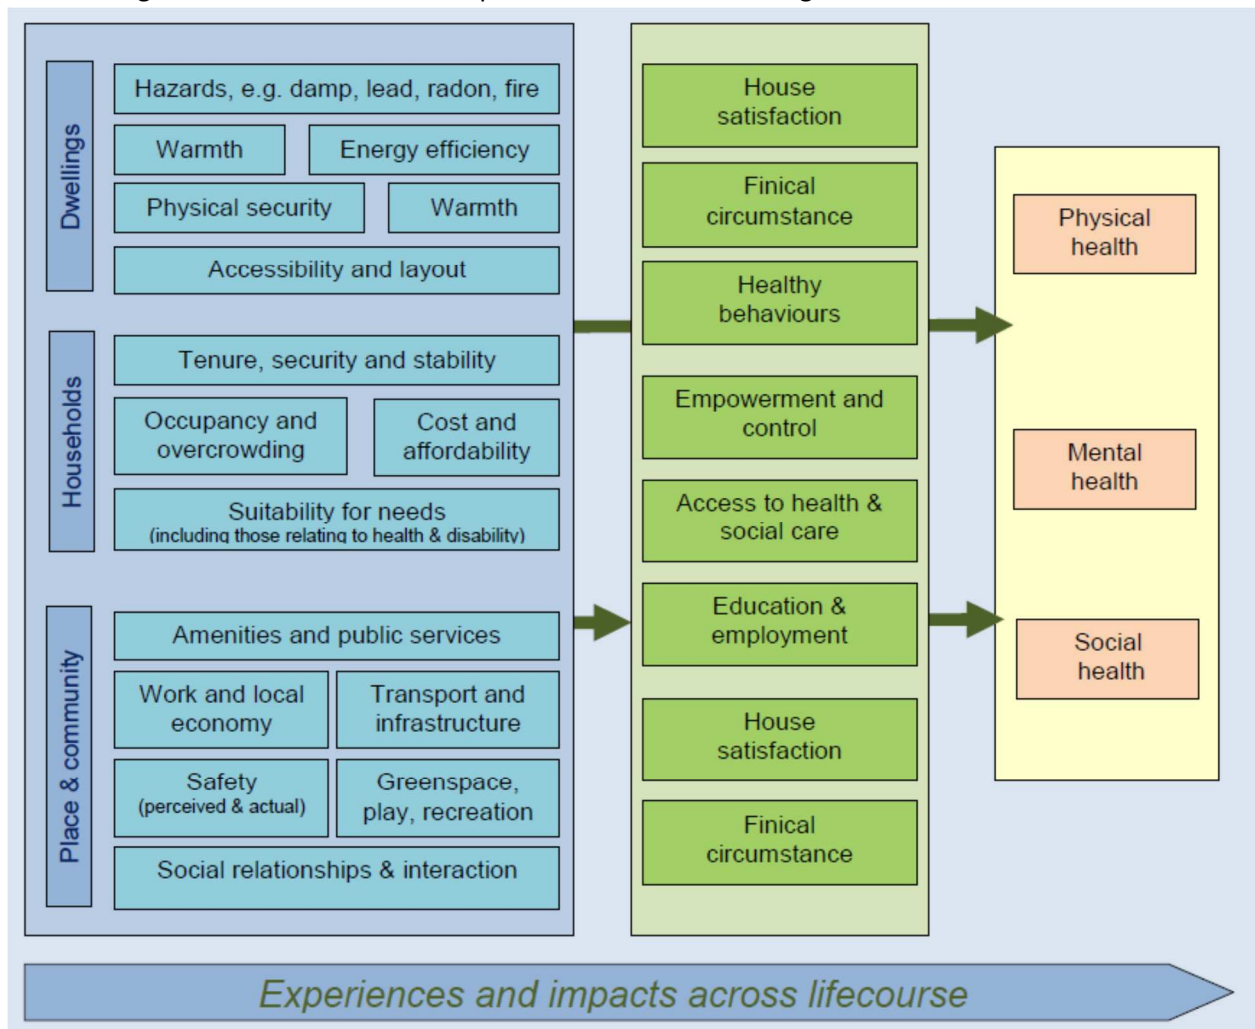 Dwellings
Hazards, e.g. damp, lead, radon, fire
Warmth
Energy efficiency
Physical security
Warmth
Accessibility and layout
Households
Tenure, security and stability
Occupancy and
overcrowding
Cost and
affordability
Suitability for needs
(including those relating to health & disability)
Place & community
Amenities and public services
Work and local
economy
Transport and
infrastructure
Safety
(perceived & actual)
Greenspace,
play, recreation
Social relationships & interaction
House
satisfaction
Finical
circumstance
Healthy
behaviours
Empowerment and
control
Access to health &
social care
Education &
employment
House
satisfaction
Finical
circumstance
Physical
health
Mental
health
Social
health
Experiences and impacts across lifecourse